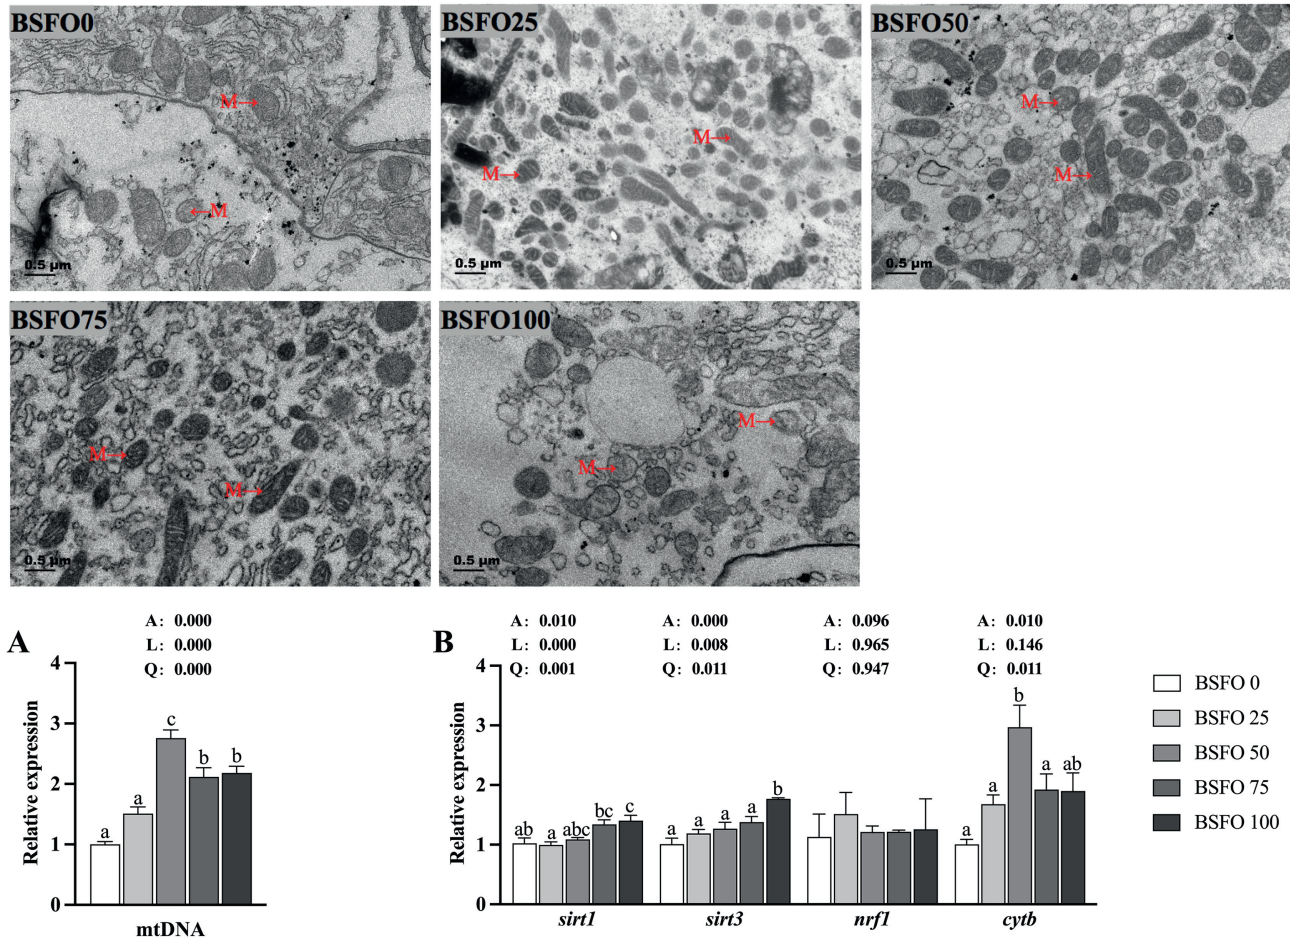 BSFO0
M
M
0.5 µm
BSFO25
M
M
0.5 µm
BSFO50
M
M
0.5 µm
BSFO75
M
M
0.5 µm
BSFO100
M
M
0.5 µm
A
A: 0.000
L: 0.000
Q: 0.000
Relative expression
4
3
2
1
0
a
a
c
b
b
mtDNA
B
A: 0.010
L: 0.000
Q: 0.001
A: 0.000
L: 0.008
Q: 0.011
A: 0.096
L: 0.965
Q: 0.947
A: 0.010
L: 0.146
Q: 0.011
Relative expression
4
3
2
1
0
ab
a
abc
bc
c
a
a
a
a
b
a
a
b
a
ab
sirt1
sirt3
nrf1
cytb
BSFO 0
BSFO 25
BSFO 50
BSFO 75
BSFO 100